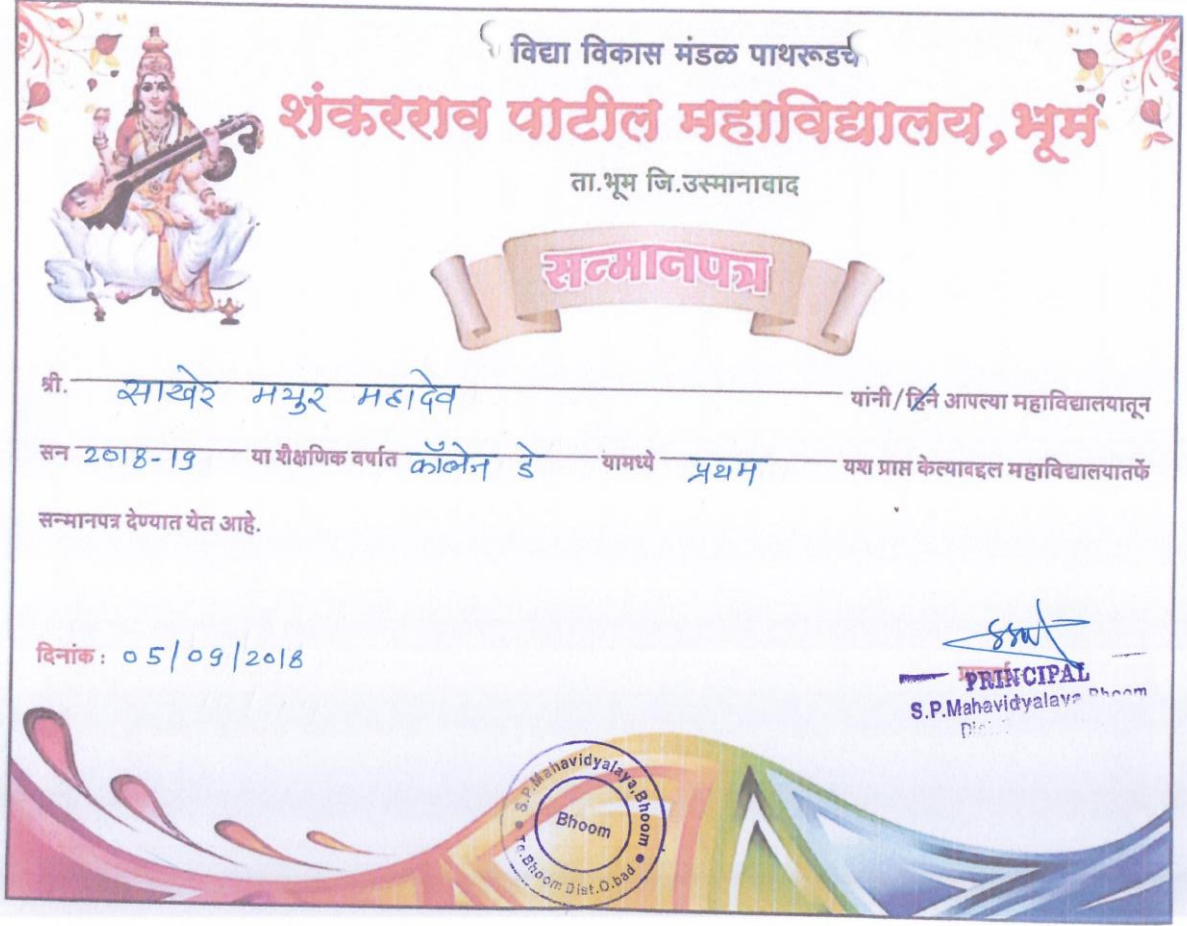 विद्या विकास मंडळ पाथरूडचे
शंकरराव पाटील महाविद्यालय,भूम
ता.भूम जि.उस्मानाबाद
सन्मानपत्र
श्री. साखरे मयुर महादेव यांनी/हिने आपल्या महाविद्यालयातून
सन 2018-19 या शैक्षणिक वर्षात कॉलेज डे यामध्ये प्रथम यश प्राप्त केल्याबद्दल महाविद्यालयातर्फे
सन्मानपत्र देण्यात येत आहे.
दिनांक: 05/09/2018
PRINCIPAL
S.P.Mahavidyalaya Bhoom
S.P.Mahavidyalaya,Bhoom
Bhoom
Tq.Bhoom Dist.O.bad